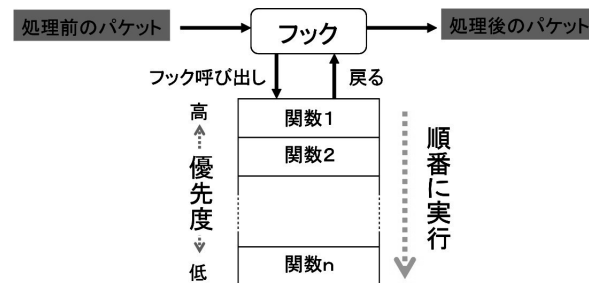 処理前のパケット
フック
処理後のパケット
フック呼び出し
戻る
高
優先度
低
関数1
関数2
関数n
順番に実行